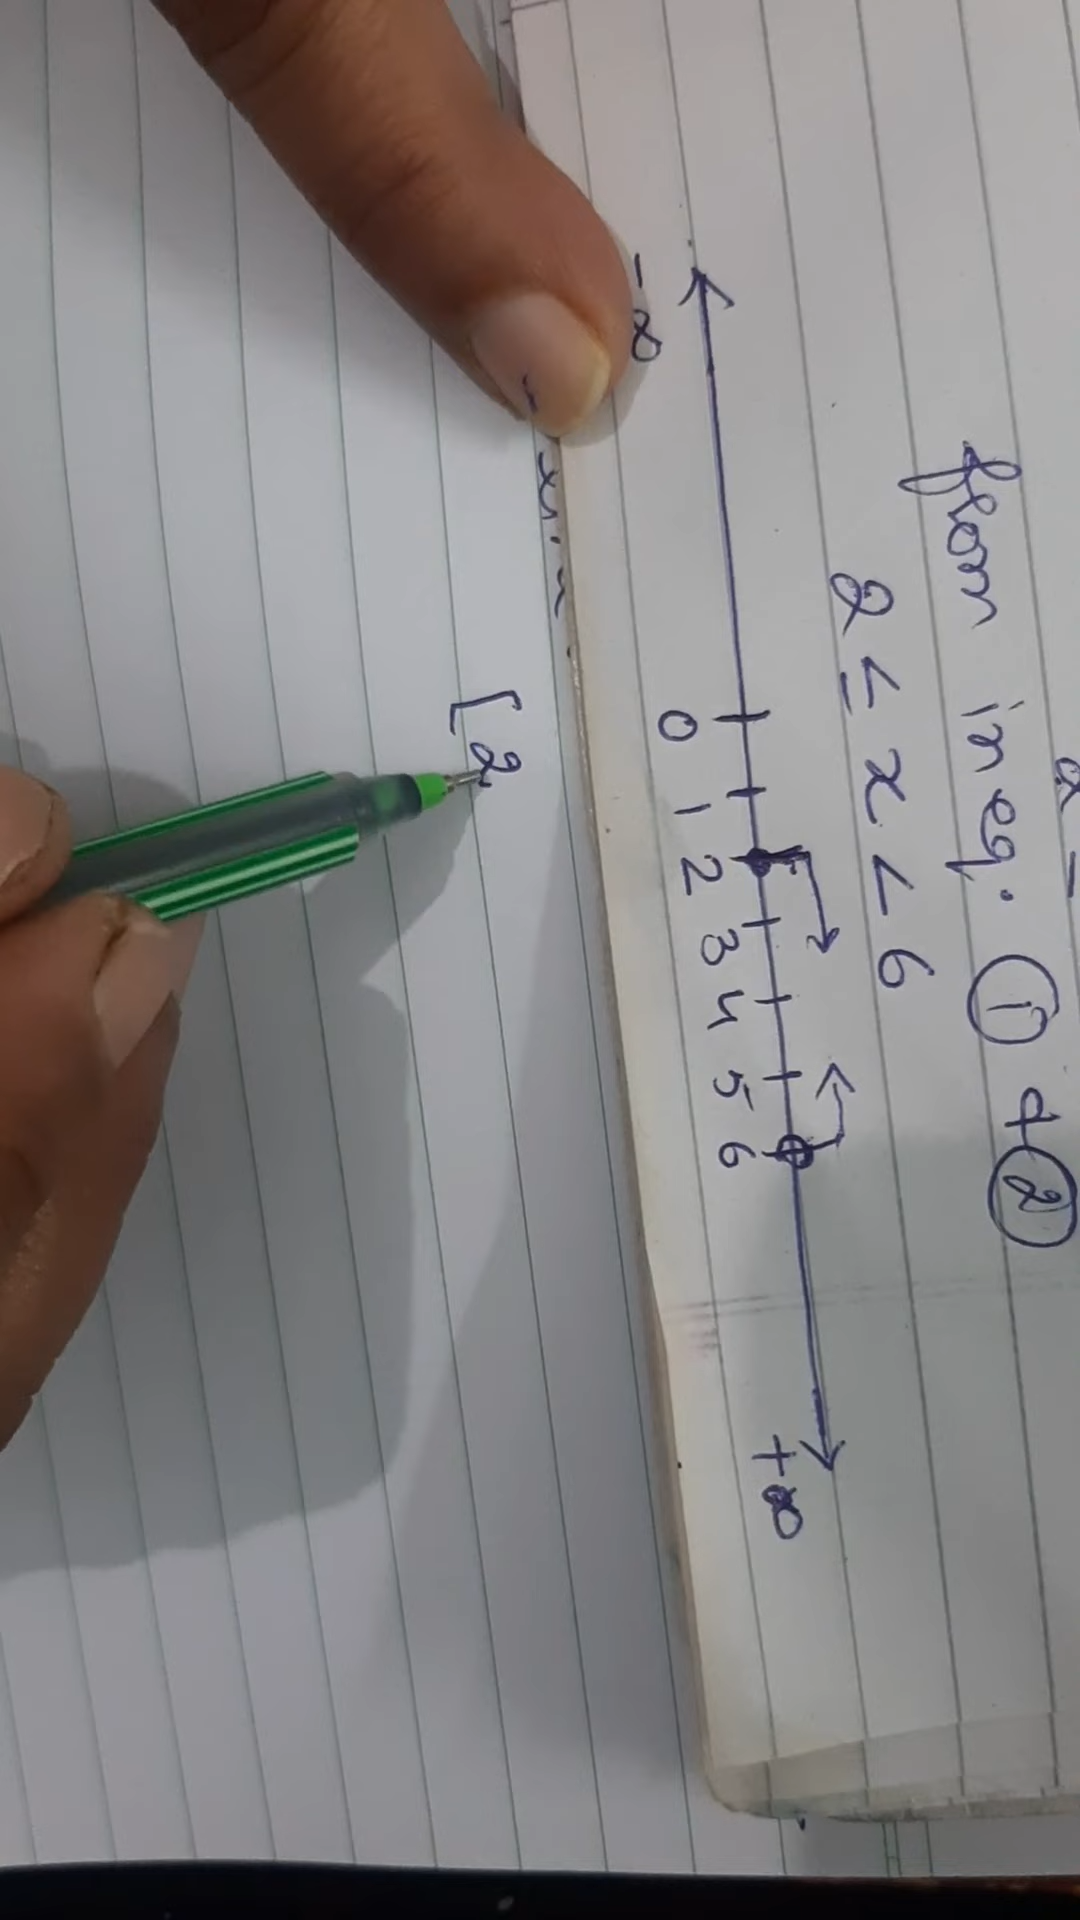 from ineq. ① & ②
2 ≤ x < 6
0 1 2 3 4 5 6
-∞ +∞
[2,